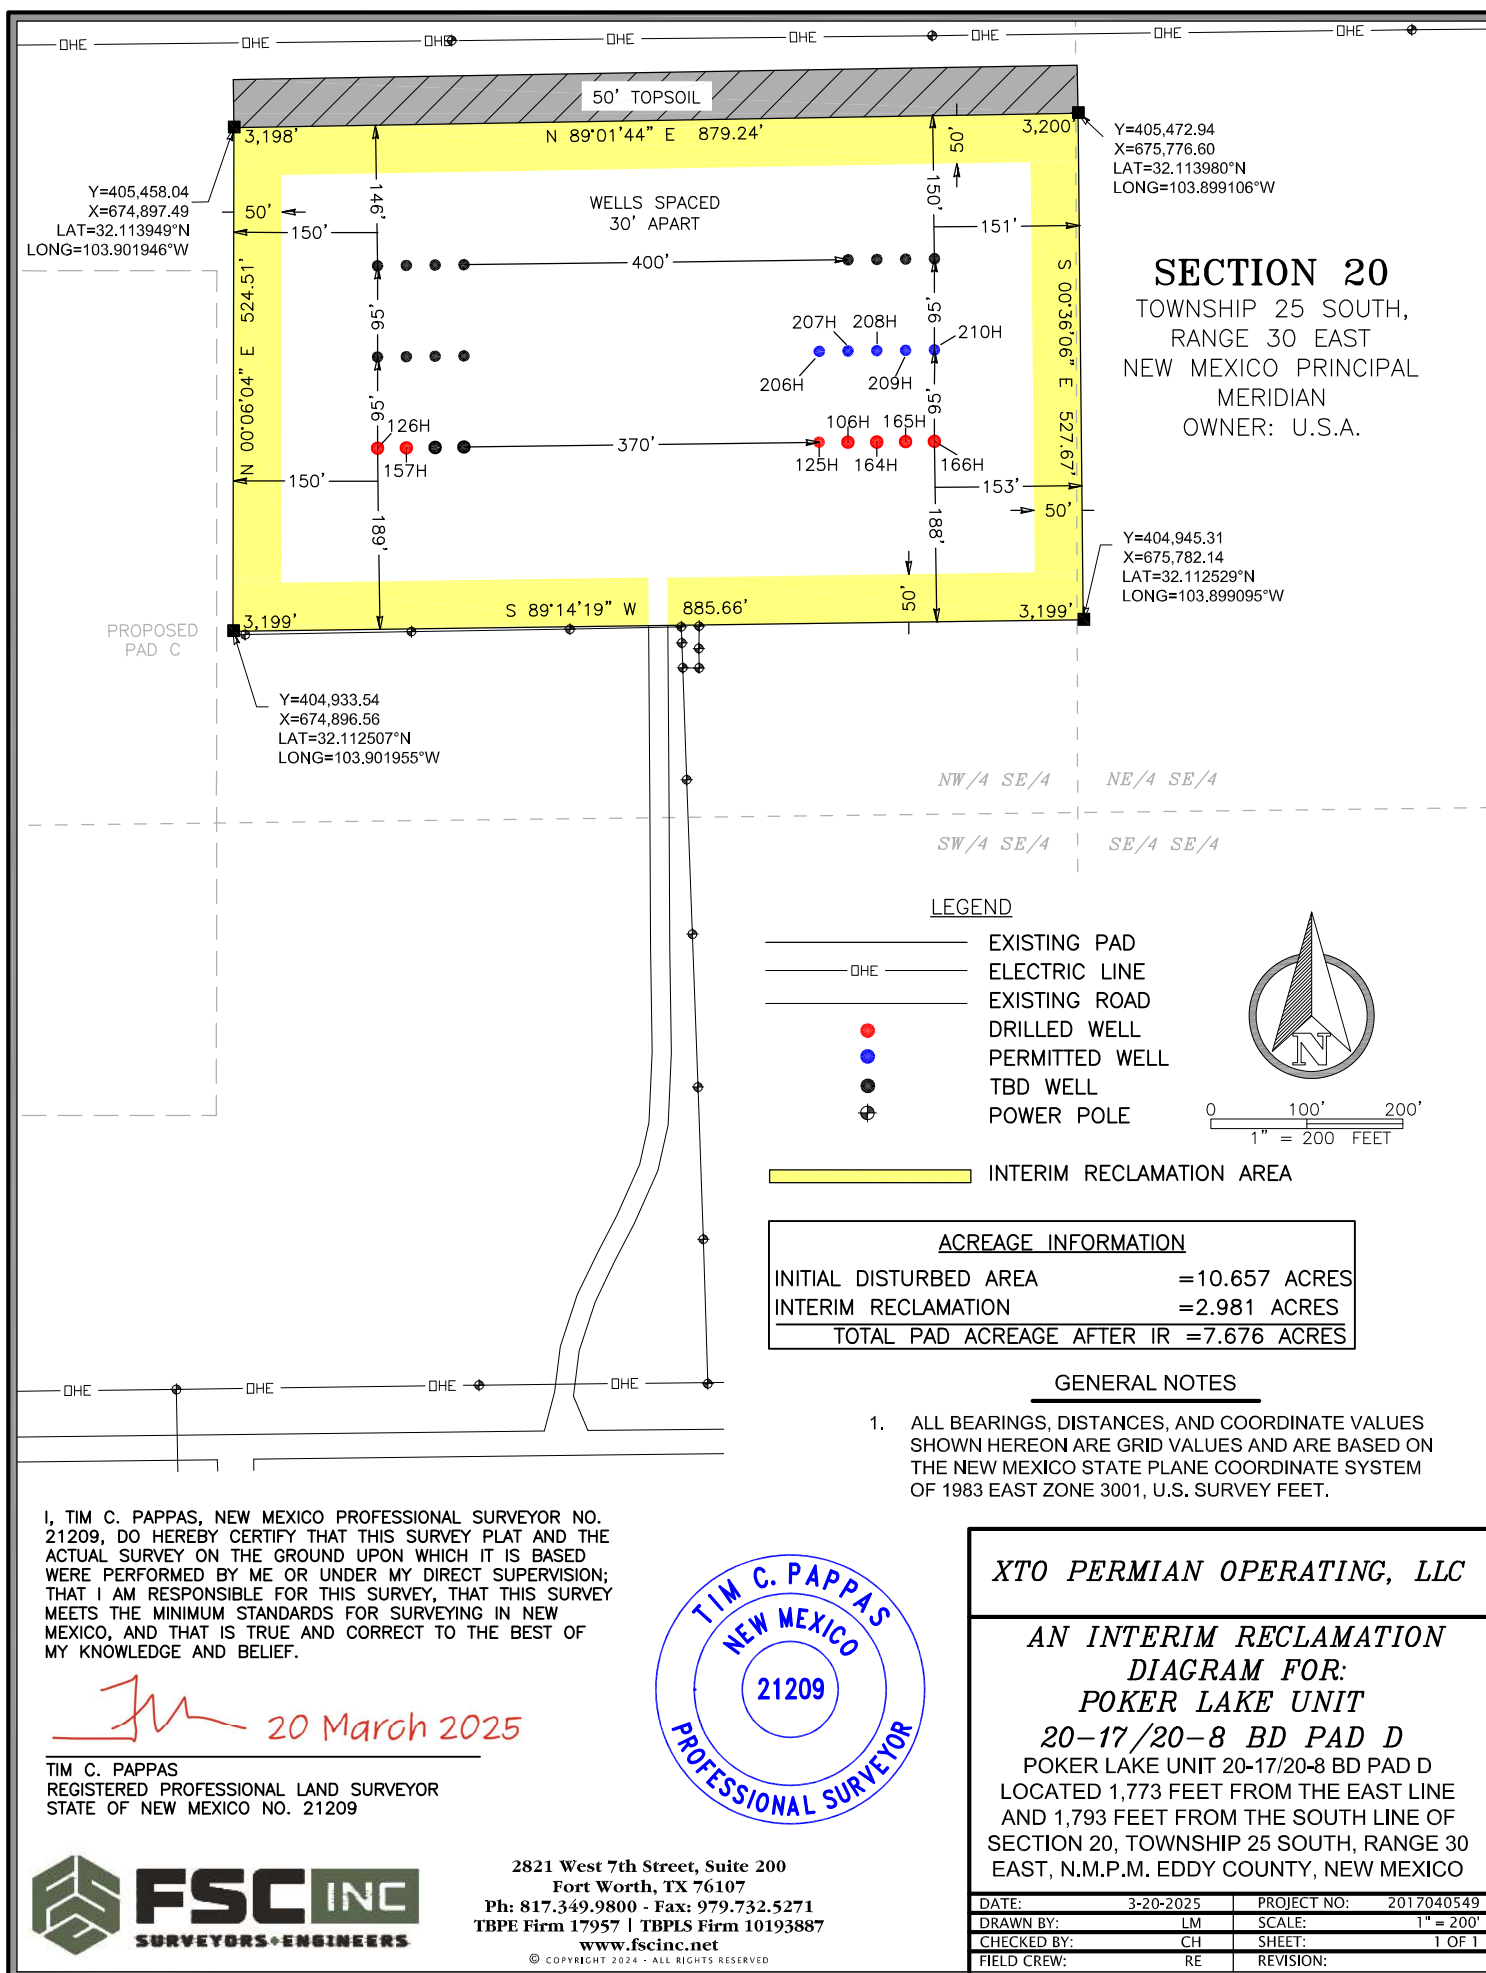 OHE OHE OHE OHE OHE OHE OHE OHE
50' TOPSOIL
3,198'
N 89°01'44" E 879.24'
3,200'
50'
Y=405,472.94
X=675,776.60
LAT=32.113980°N
LONG=103.899106°W
Y=405,458.04
X=674,897.49
LAT=32.113949°N
LONG=103.901946°W
50'
150'
146'
WELLS SPACED
30' APART
150'
151'
400'
N 00°06'04" E 524.51'
95'
95'
S 00°36'06" E 527.67'
SECTION 20
TOWNSHIP 25 SOUTH,
RANGE 30 EAST
NEW MEXICO PRINCIPAL
MERIDIAN
OWNER: U.S.A.
207H 208H
210H
206H
209H
95'
95'
126H
157H
370'
106H 165H
125H 164H 166H
150'
153'
189'
188'
50'
50'
Y=404,945.31
X=675,782.14
LAT=32.112529°N
LONG=103.899095°W
3,199'
S 89°14'19" W 885.66'
3,199'
PROPOSED
PAD C
Y=404,933.54
X=674,896.56
LAT=32.112507°N
LONG=103.901955°W
NW/4 SE/4 NE/4 SE/4
SW/4 SE/4 SE/4 SE/4
LEGEND
EXISTING PAD
OHE ELECTRIC LINE
EXISTING ROAD
DRILLED WELL
PERMITTED WELL
TBD WELL
POWER POLE
INTERIM RECLAMATION AREA
N
0 100' 200'
1" = 200 FEET
ACREAGE INFORMATION
INITIAL DISTURBED AREA =10.657 ACRES
INTERIM RECLAMATION =2.981 ACRES
TOTAL PAD ACREAGE AFTER IR =7.676 ACRES
OHE OHE OHE OHE
GENERAL NOTES
1. ALL BEARINGS, DISTANCES, AND COORDINATE VALUES
SHOWN HEREON ARE GRID VALUES AND ARE BASED ON
THE NEW MEXICO STATE PLANE COORDINATE SYSTEM
OF 1983 EAST ZONE 3001, U.S. SURVEY FEET.
I, TIM C. PAPPAS, NEW MEXICO PROFESSIONAL SURVEYOR NO.
21209, DO HEREBY CERTIFY THAT THIS SURVEY PLAT AND THE
ACTUAL SURVEY ON THE GROUND UPON WHICH IT IS BASED
WERE PERFORMED BY ME OR UNDER MY DIRECT SUPERVISION;
THAT I AM RESPONSIBLE FOR THIS SURVEY, THAT THIS SURVEY
MEETS THE MINIMUM STANDARDS FOR SURVEYING IN NEW
MEXICO, AND THAT IS TRUE AND CORRECT TO THE BEST OF
MY KNOWLEDGE AND BELIEF.
20 March 2025
TIM C. PAPPAS
REGISTERED PROFESSIONAL LAND SURVEYOR
STATE OF NEW MEXICO NO. 21209
TIM C. PAPPAS
NEW MEXICO
21209
PROFESSIONAL SURVEYOR
FSC INC
SURVEYORS+ENGINEERS
2821 West 7th Street, Suite 200
Fort Worth, TX 76107
Ph: 817.349.9800 - Fax: 979.732.5271
TBPE Firm 17957 | TBPLS Firm 10193887
www.fscinc.net
© COPYRIGHT 2024 - ALL RIGHTS RESERVED
XTO PERMIAN OPERATING, LLC
AN INTERIM RECLAMATION
DIAGRAM FOR:
POKER LAKE UNIT
20-17/20-8 BD PAD D
POKER LAKE UNIT 20-17/20-8 BD PAD D
LOCATED 1,773 FEET FROM THE EAST LINE
AND 1,793 FEET FROM THE SOUTH LINE OF
SECTION 20, TOWNSHIP 25 SOUTH, RANGE 30
EAST, N.M.P.M. EDDY COUNTY, NEW MEXICO
DATE: 3-20-2025 PROJECT NO: 2017040549
DRAWN BY: LM SCALE: 1" = 200'
CHECKED BY: CH SHEET: 1 OF 1
FIELD CREW: RE REVISION: